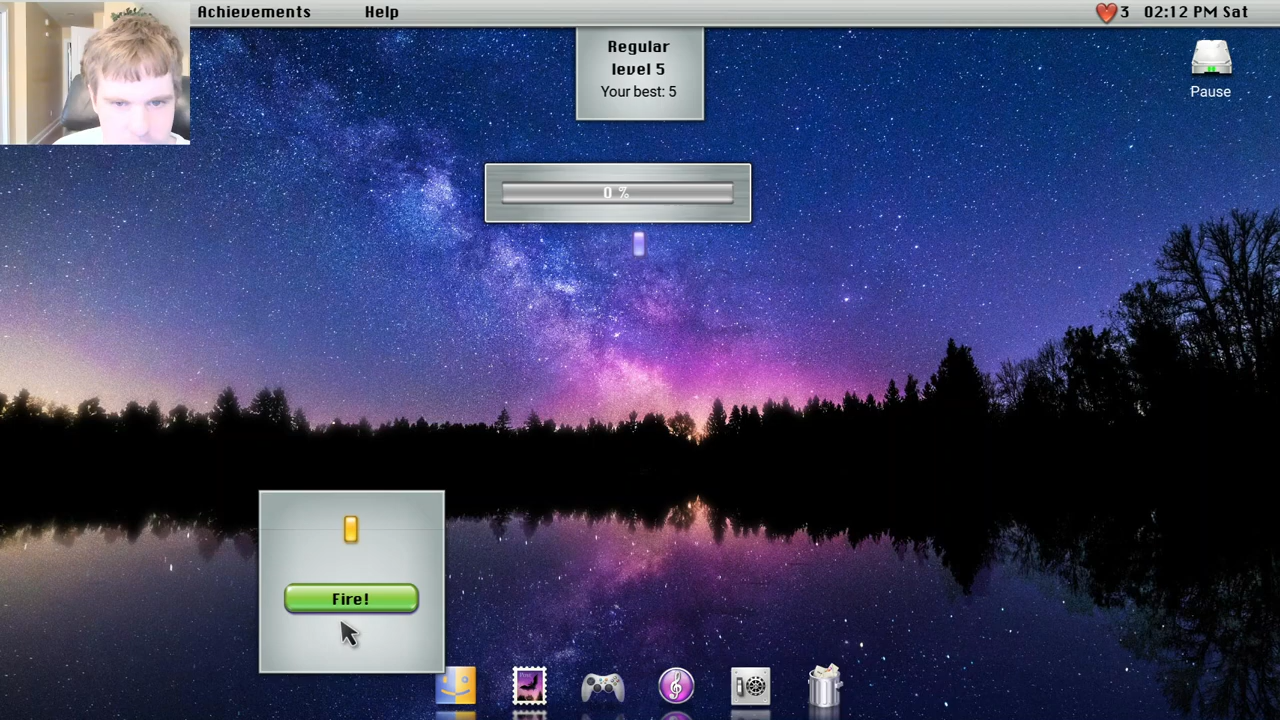 Achievements
Help
3
02:12 PM Sat
Regular
level 5
Your best: 5
Pause
0 %
Fire!